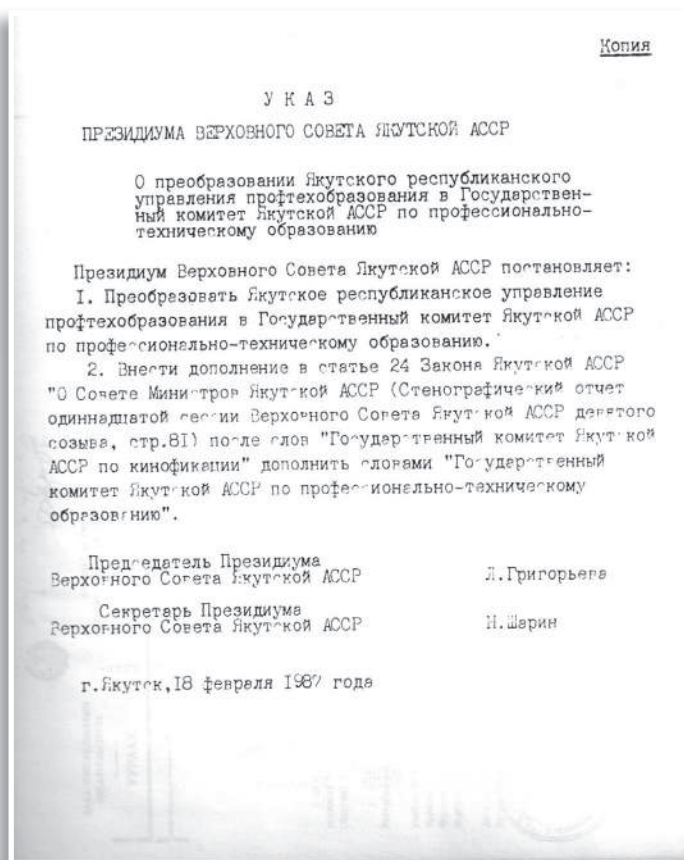 Копия
У К А З
ПРЕЗИДИУМА ВЕРХОВНОГО СОВЕТА ЯКУТСКОЙ АССР
О преобразовании Якутского республиканского
управления профтехобразования в Государствен-
ный комитет Якутской АССР по профессионально-
техническому образованию
Президиум Верховного Совета Якутской АССР постановляет:
I. Преобразовать Якутское республиканское управление
профтехобразования в Государственный комитет Якутской АССР
по профессионально-техническому образованию.
2. Внести дополнение в статье 24 Закона Якутской АССР
"О Совете Министров Якутской АССР (Стенографический отчет
одиннадцатой сессии Верховного Совета Якутской АССР девятого
созыва, стр.8I) после слов "Государственный комитет Якутской
АССР по кинофикации" дополнить словами "Государственный
комитет Якутской АССР по профессионально-техническому
образованию".
Председатель Президиума
Верховного Совета Якутской АССР Л.Григорьева
Секретарь Президиума
Верховного Совета Якутской АССР Н.Шарин
г.Якутск,I8 февраля I987 года